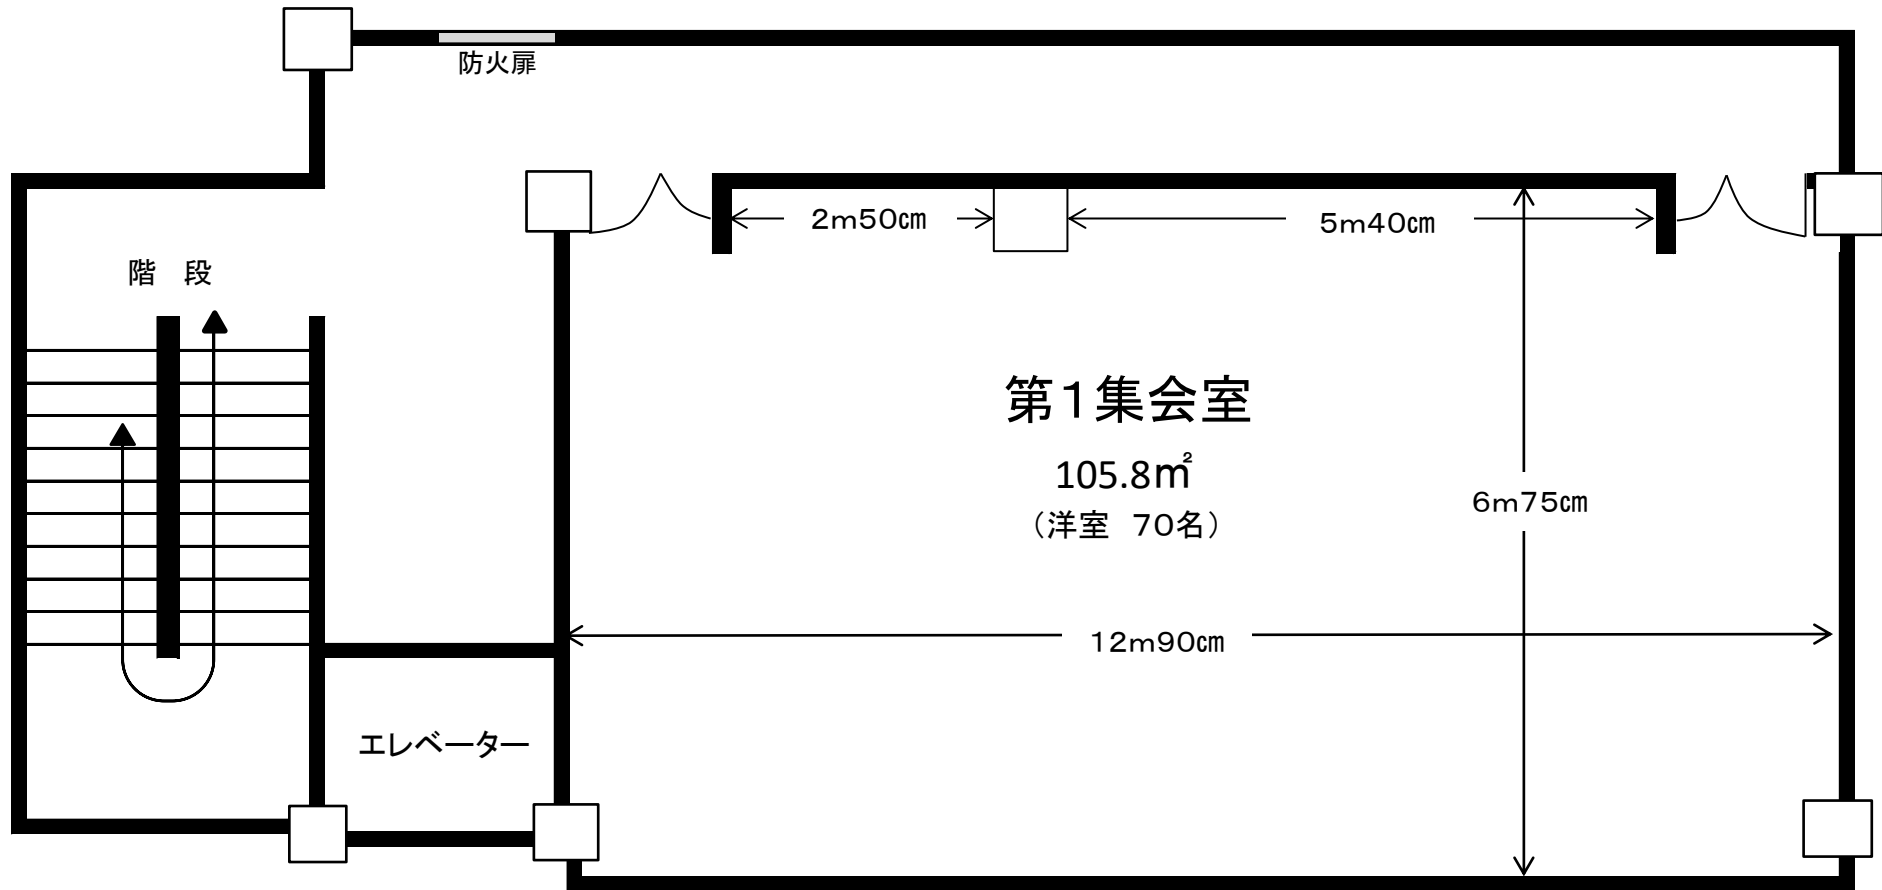 防火扉
2m50㎝
5m40㎝
階　段
第1集会室
105.8㎡
（洋室　70名）
6m75㎝
12m90㎝
エレベーター